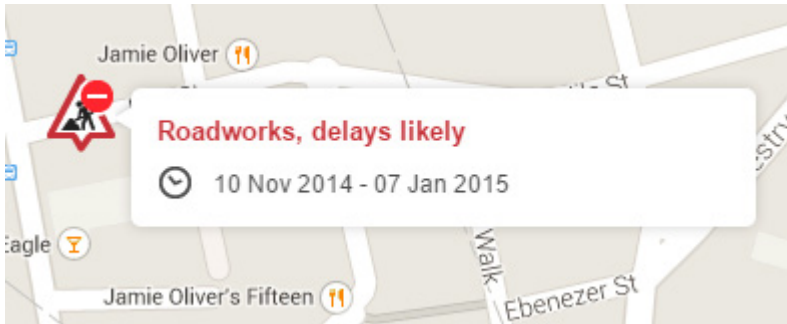 Jamie Oliver
Roadworks, delays likely
10 Nov 2014 - 07 Jan 2015
Eagle
Walk
Jamie Oliver's Fifteen
Ebenezer St